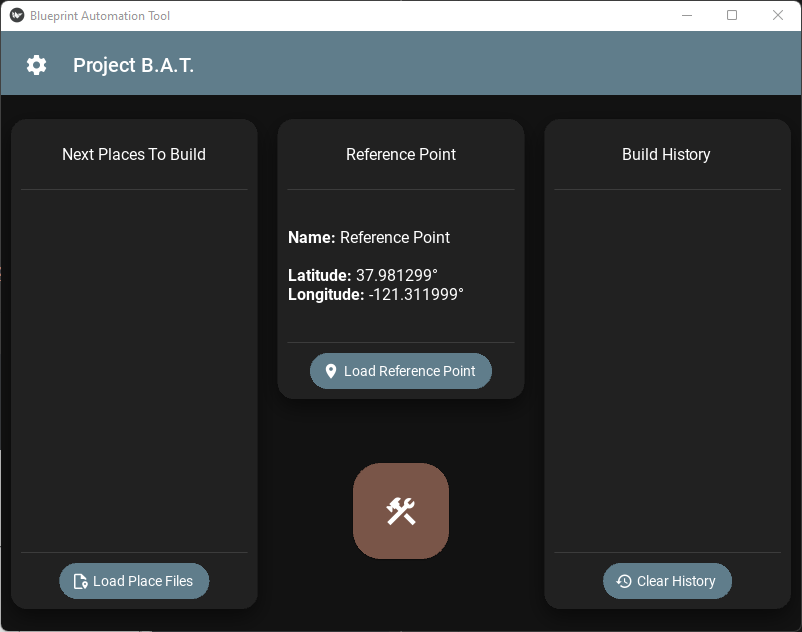 Blueprint Automation Tool
Project B.A.T.
Next Places To Build
Load Place Files
Reference Point
Name: Reference Point
Latitude: 37.981299°
Longitude: -121.311999°
Load Reference Point
Build History
Clear History